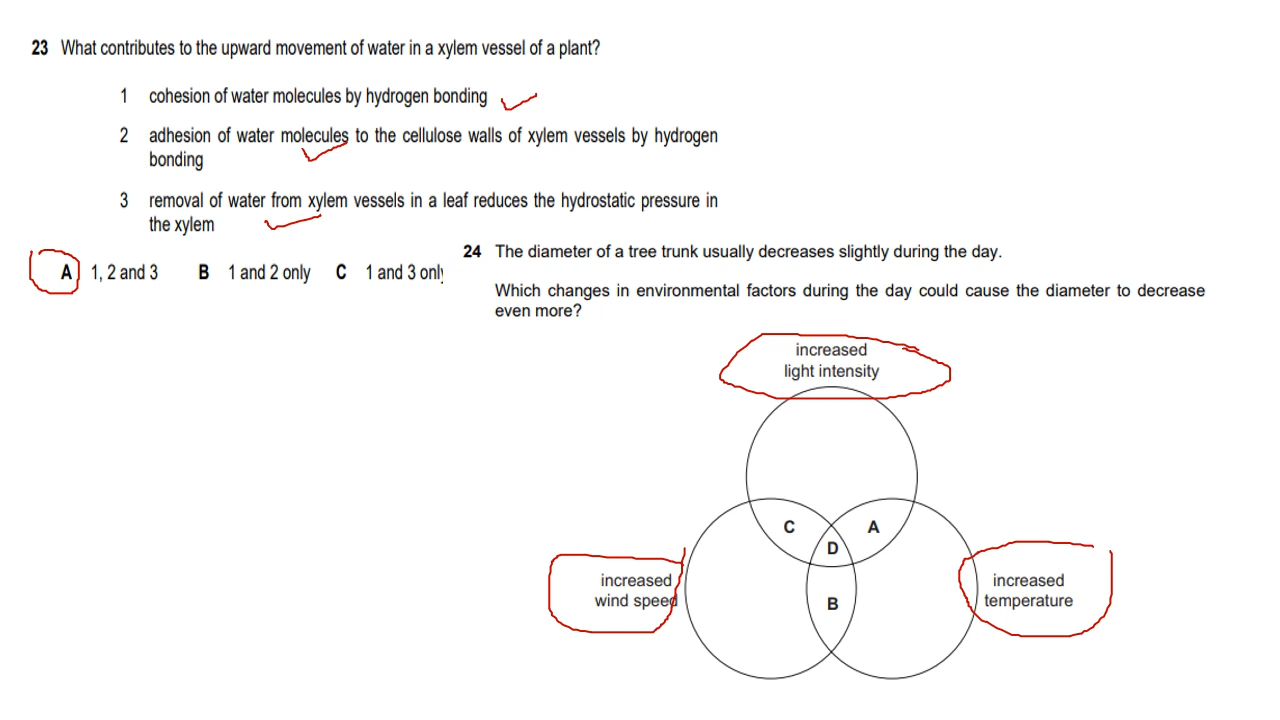 23 What contributes to the upward movement of water in a xylem vessel of a plant?
1 cohesion of water molecules by hydrogen bonding
2 adhesion of water molecules to the cellulose walls of xylem vessels by hydrogen
bonding
3 removal of water from xylem vessels in a leaf reduces the hydrostatic pressure in
the xylem
A 1, 2 and 3 B 1 and 2 only C 1 and 3 only
24 The diameter of a tree trunk usually decreases slightly during the day.
Which changes in environmental factors during the day could cause the diameter to decrease
even more?
increased
light intensity
C A
D
increased
wind speed
B
increased
temperature